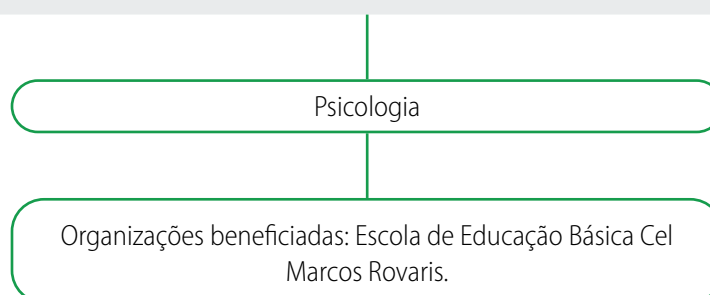 Psicologia
Organizações beneficiadas: Escola de Educação Básica Cel
Marcos Rovaris.